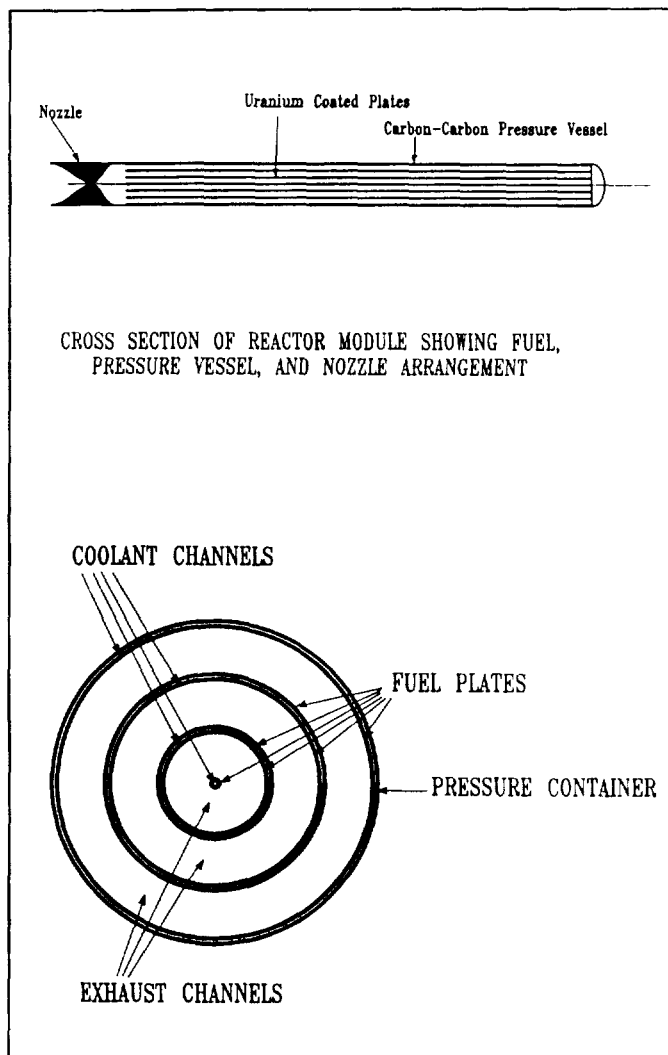 Nozzle
Uranium Coated Plates
Carbon-Carbon Pressure Vessel
CROSS SECTION OF REACTOR MODULE SHOWING FUEL,
PRESSURE VESSEL, AND NOZZLE ARRANGEMENT
COOLANT CHANNELS
FUEL PLATES
PRESSURE CONTAINER
EXHAUST CHANNELS